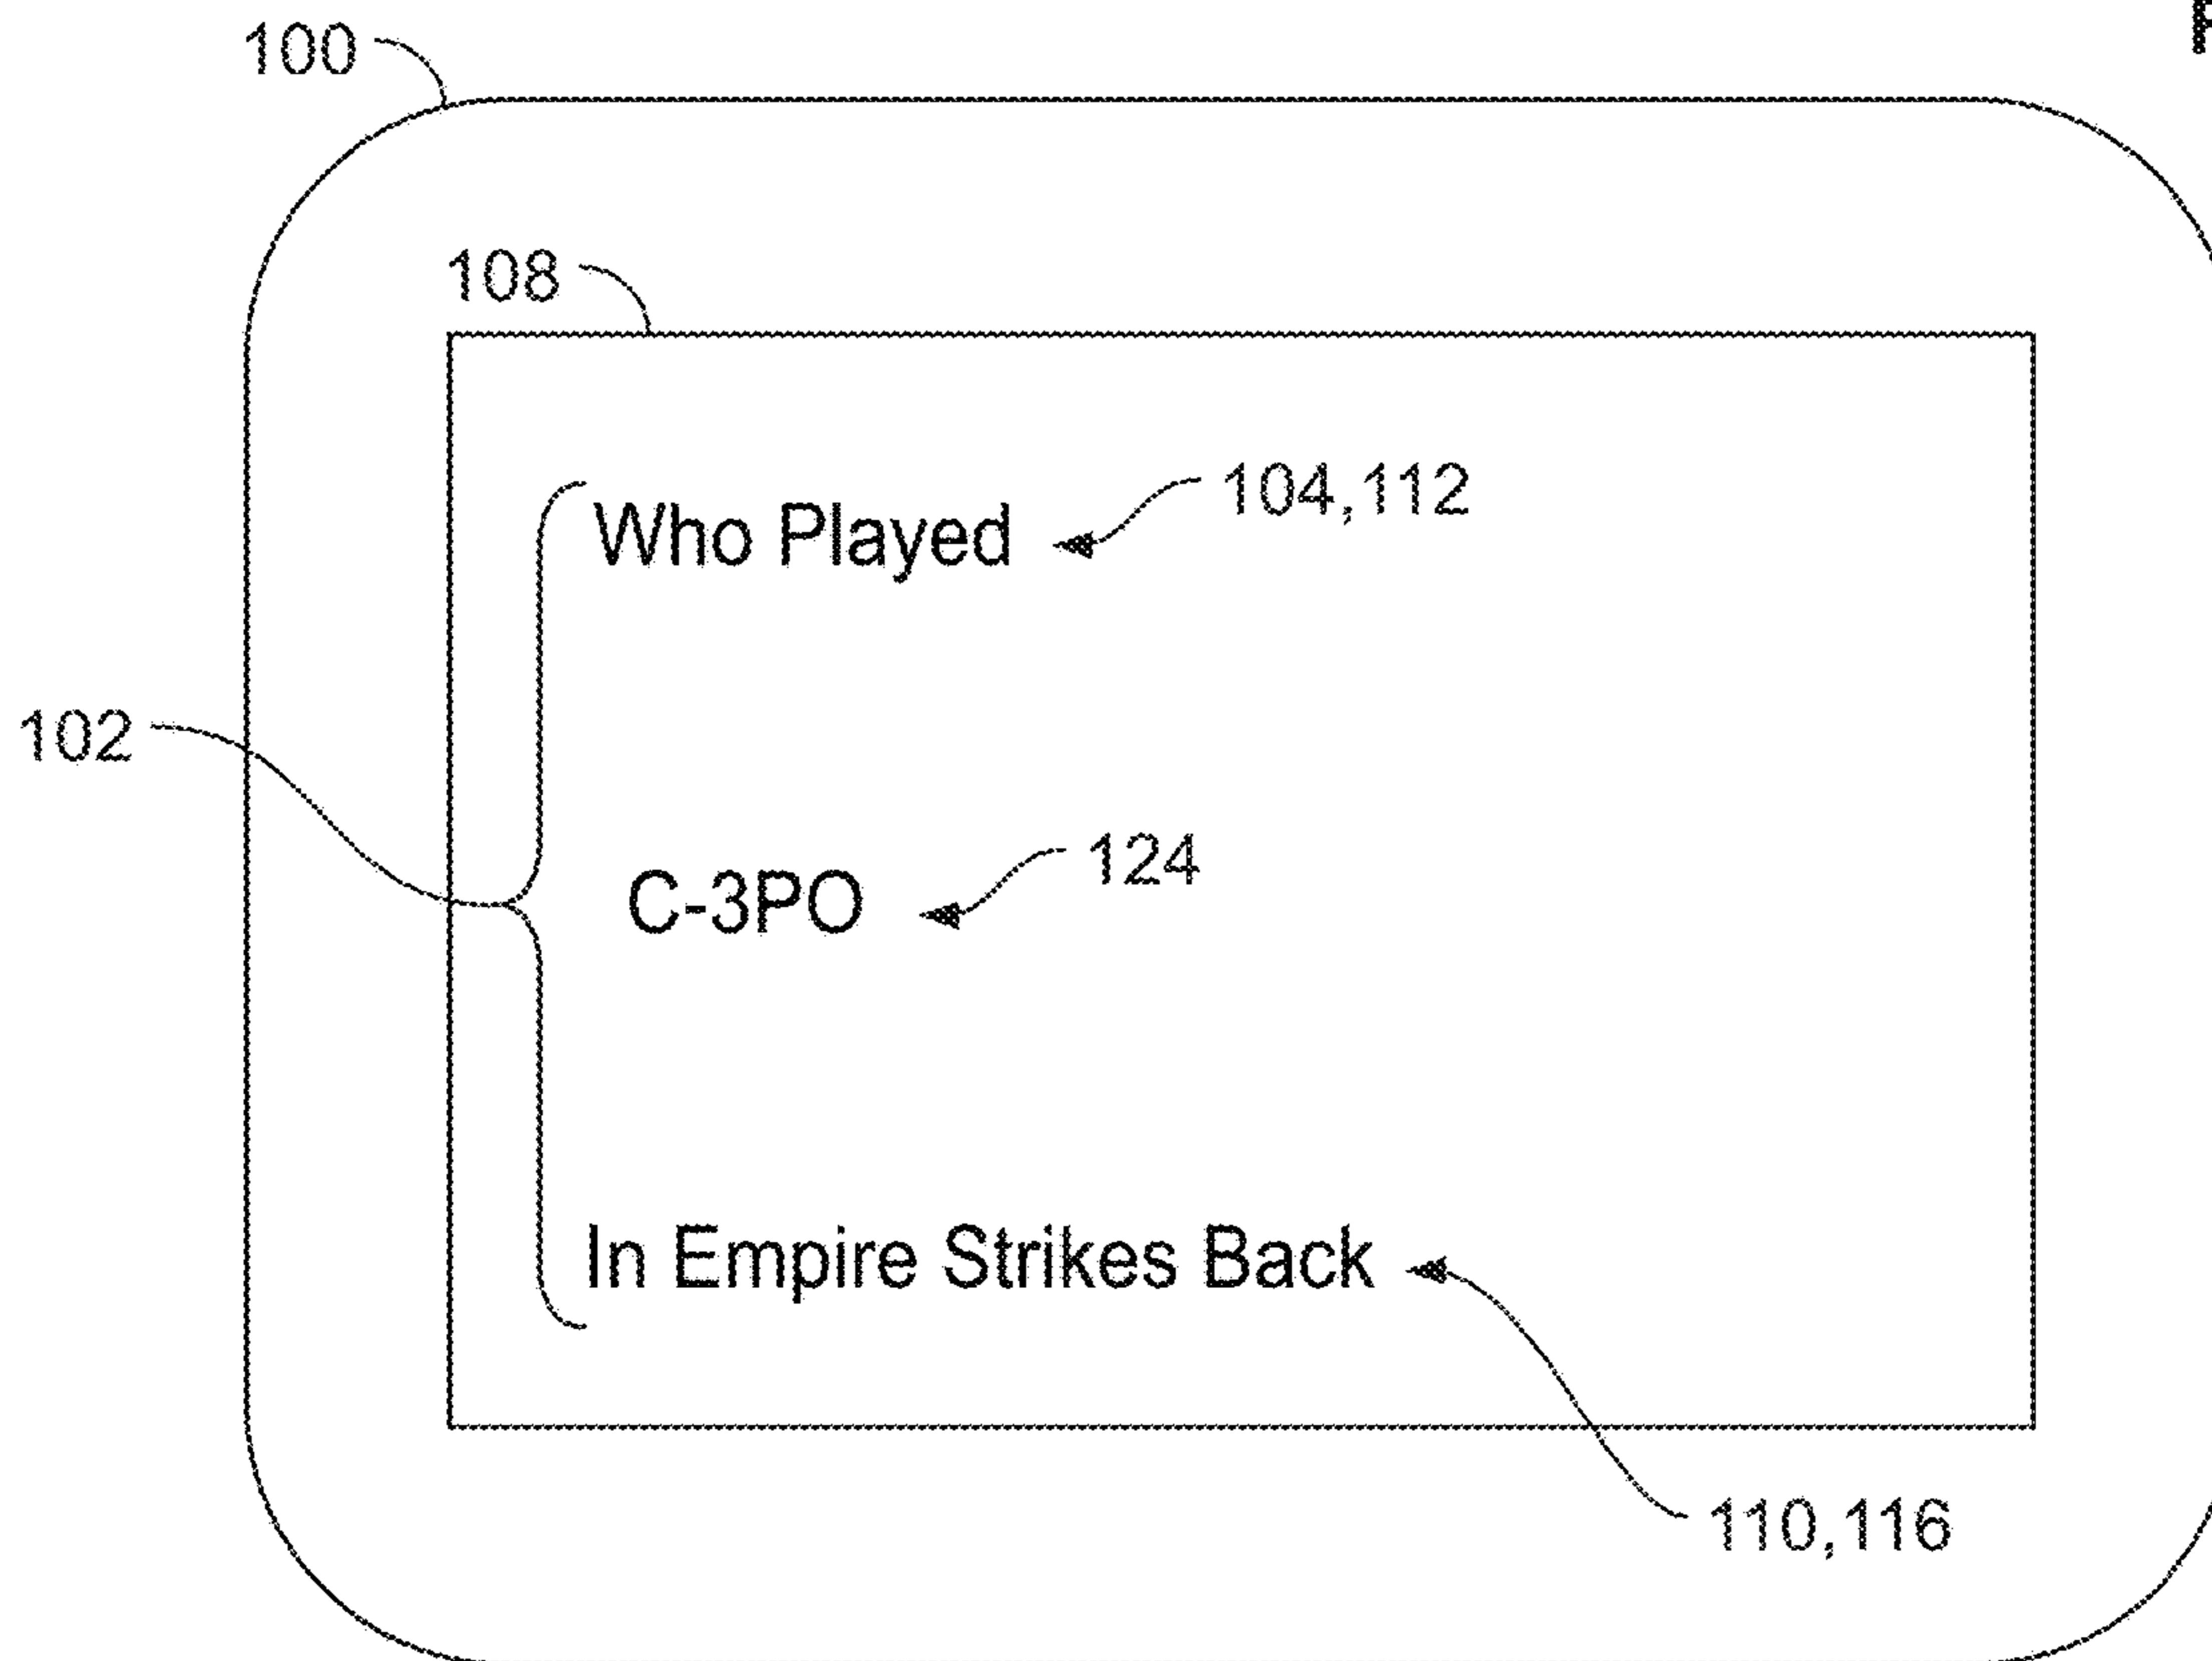 100
108
Who Played
104,112
102
C-3PO
124
In Empire Strikes Back
110,116